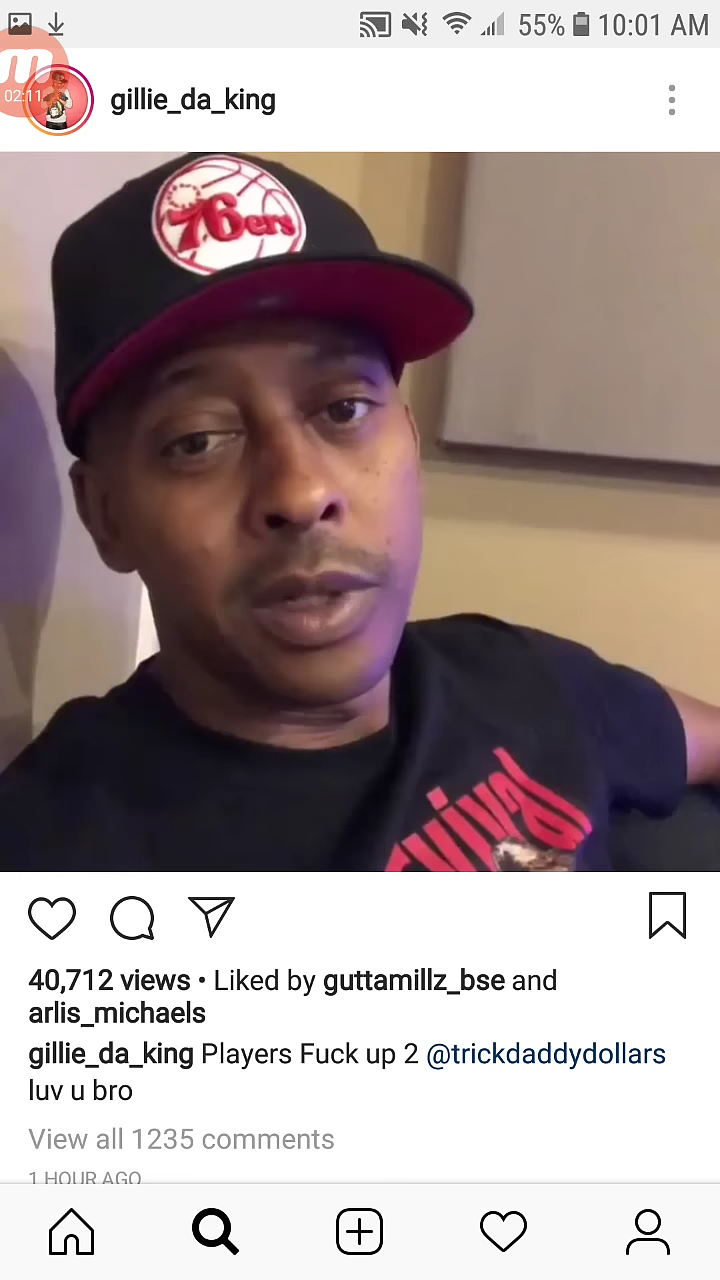 55% 10:01 AM
02:11
gillie_da_king
76ers
40,712 views • Liked by guttamillz_bse and
arlis_michaels
gillie_da_king Players Fuck up 2 @trickdaddydollars
luv u bro
View all 1235 comments
1 HOUR AGO